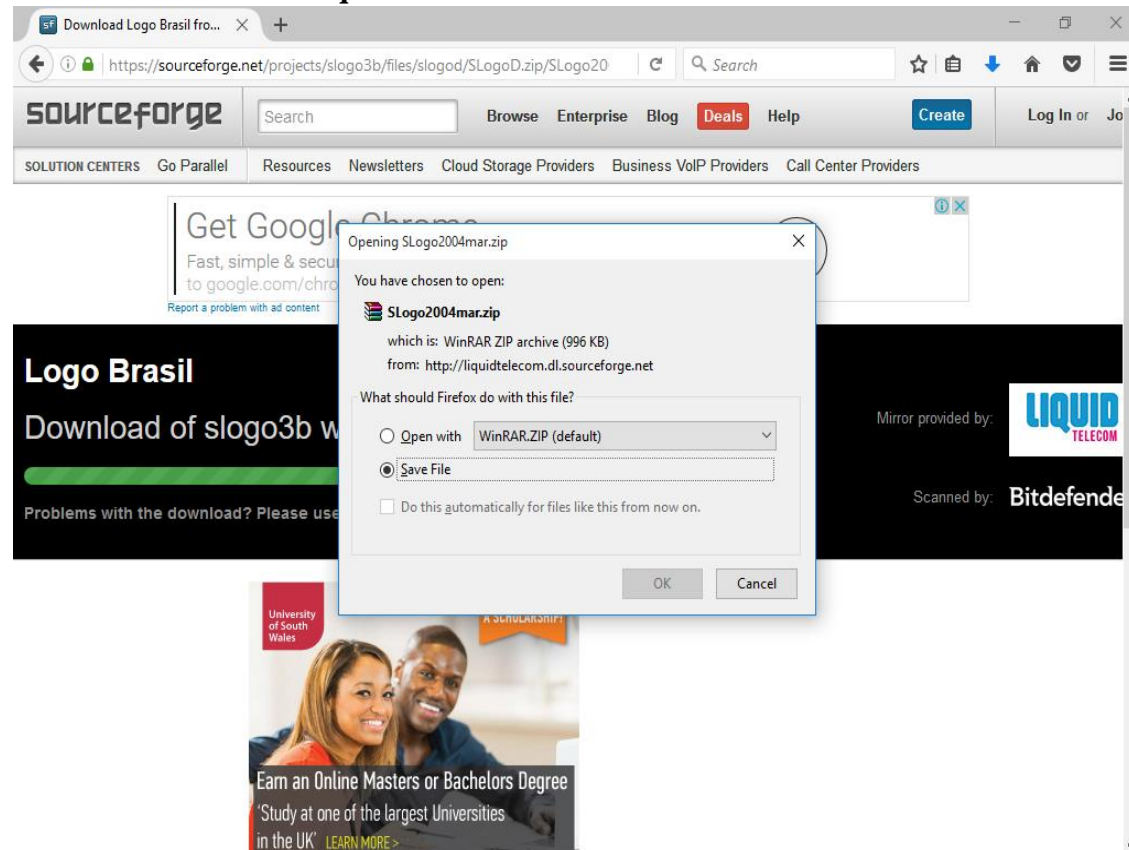 Download Logo Brasil fro...
https://sourceforge.net/projects/slogo3b/files/slogod/SLogoD.zip/SLogo20
Search
sourceforge
Search
Browse Enterprise Blog Deals Help
Create
Log In or Jo
SOLUTION CENTERS Go Parallel Resources Newsletters Cloud Storage Providers Business VoIP Providers Call Center Providers
Get Google Chrome
Fast, simple & secu
to google.com/chro
Report a problem with ad content
Opening SLogo2004mar.zip
You have chosen to open:
SLogo2004mar.zip
which is: WinRAR ZIP archive (996 KB)
from: http://liquidtelecom.dl.sourceforge.net
What should Firefox do with this file?
Open with WinRAR.ZIP (default)
Save File
Do this automatically for files like this from now on.
OK Cancel
Logo Brasil
Download of slogo3b w
Problems with the download? Please use
Mirror provided by:
LIQUID
TELECOM
Scanned by:
Bitdefende
University
of South
Wales
A SCHOLARSHIP!
Earn an Online Masters or Bachelors Degree
'Study at one of the largest Universities
in the UK' LEARN MORE >